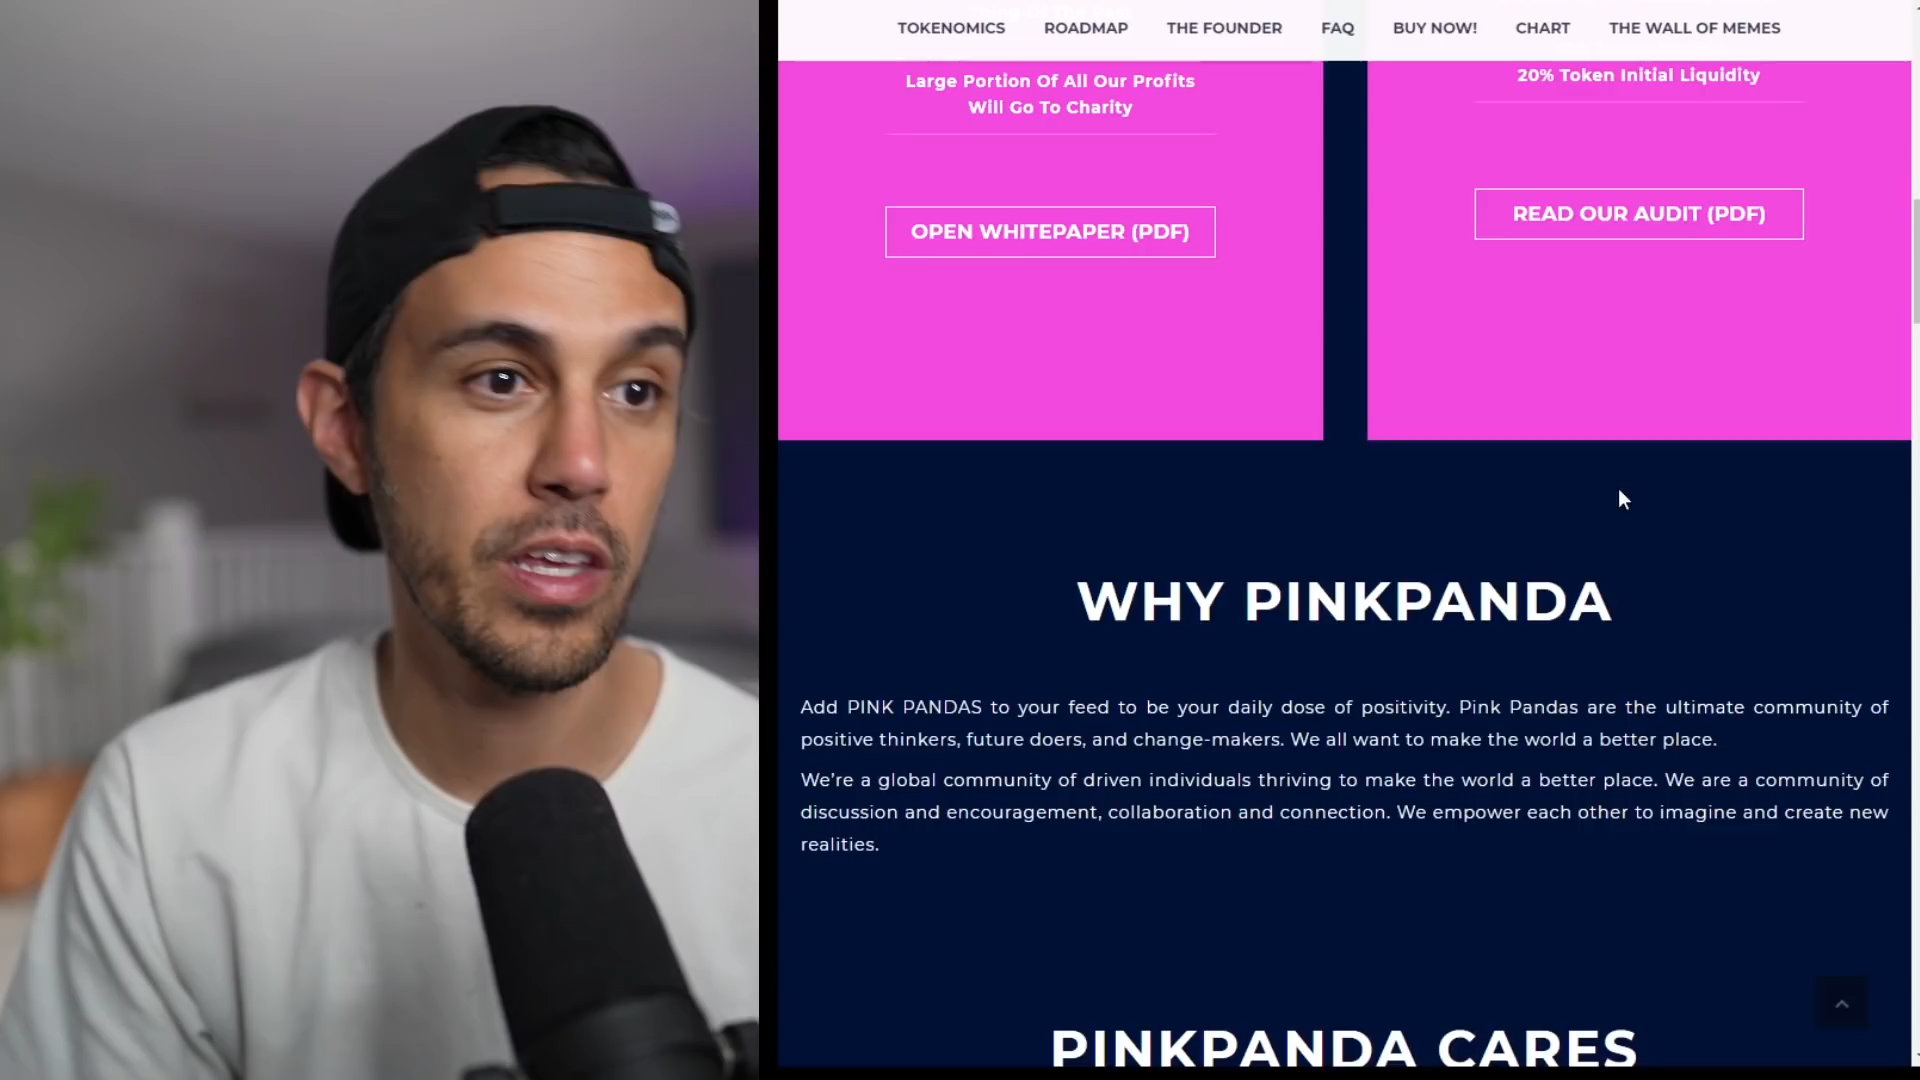 TOKENOMICS ROADMAP THE FOUNDER FAQ BUY NOW! CHART THE WALL OF MEMES
Large Portion Of All Our Profits
Will Go To Charity
OPEN WHITEPAPER (PDF)
20% Token Initial Liquidity
READ OUR AUDIT (PDF)
WHY PINKPANDA
Add PINK PANDAS to your feed to be your daily dose of positivity. Pink Pandas are the ultimate community of
positive thinkers, future doers, and change-makers. We all want to make the world a better place.
We’re a global community of driven individuals thriving to make the world a better place. We are a community of
discussion and encouragement, collaboration and connection. We empower each other to imagine and create new
realities.
PINKPANDA CARES